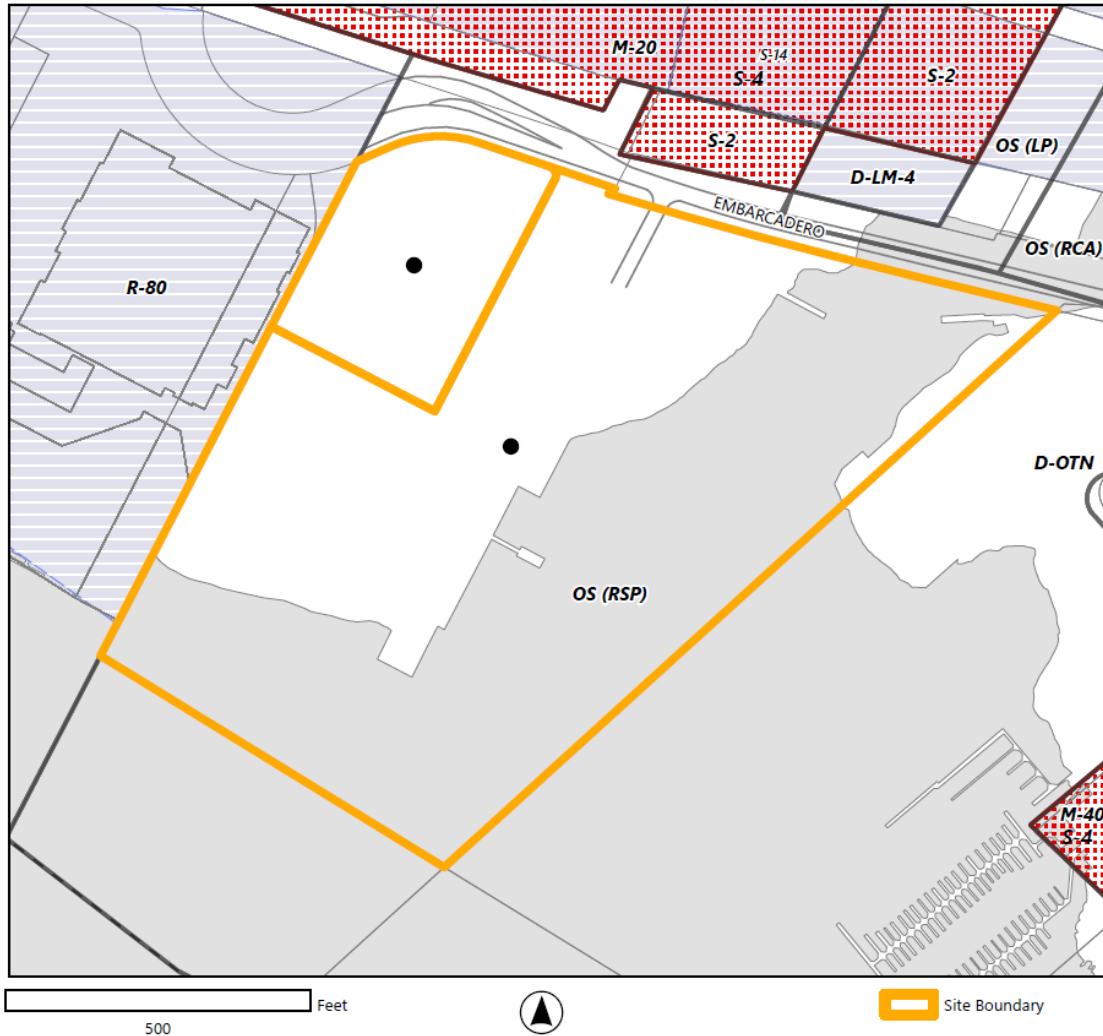 M-20
'S-14
S-4
S-2
S-2
OS (LP)
D-LM-4
EMBARCADERO
OS (RCA)
R-80
D-OTN
OS (RSP)
M-40
S-4
Feet
500
Site Boundary